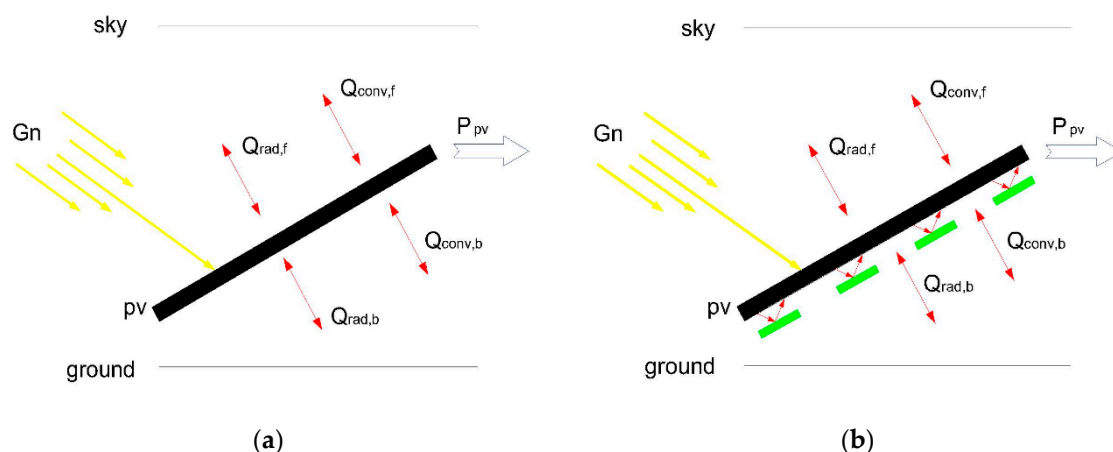 sky
Gn
Qconv,f
Qrad,f
Ppv
Qconv,b
Qrad,b
pv
ground
(a)
sky
Gn
Qconv,f
Qrad,f
Ppv
Qconv,b
Qrad,b
pv
ground
(b)